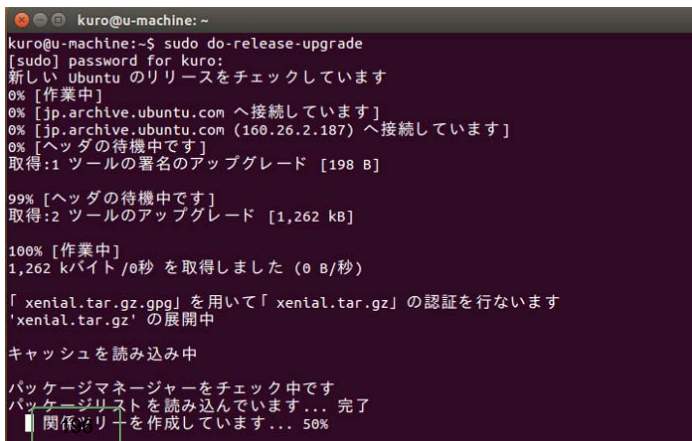 kuro@u-machine: ~
kuro@u-machine:~$ sudo do-release-upgrade
[sudo] password for kuro:
新しい Ubuntu のリリースをチェックしています
0% [作業中]
0% [jp.archive.ubuntu.com へ接続しています]
0% [jp.archive.ubuntu.com (160.26.2.187) へ接続しています]
0% [ヘッダの待機中です]
取得:1 ツールの署名のアップグレード [198 B]
99% [ヘッダの待機中です]
取得:2 ツールのアップグレード [1,262 kB]
100% [作業中]
1,262 kバイト/0秒 を取得しました (0 B/秒)
「xenial.tar.gz.gpg」を用いて「xenial.tar.gz」の認証を行ないます
'xenial.tar.gz' の展開中
キャッシュを読み込み中
パッケージマネージャーをチェック中です
パッケージリストを読み込んでいます... 完了
関係ツリーを作成しています... 50%